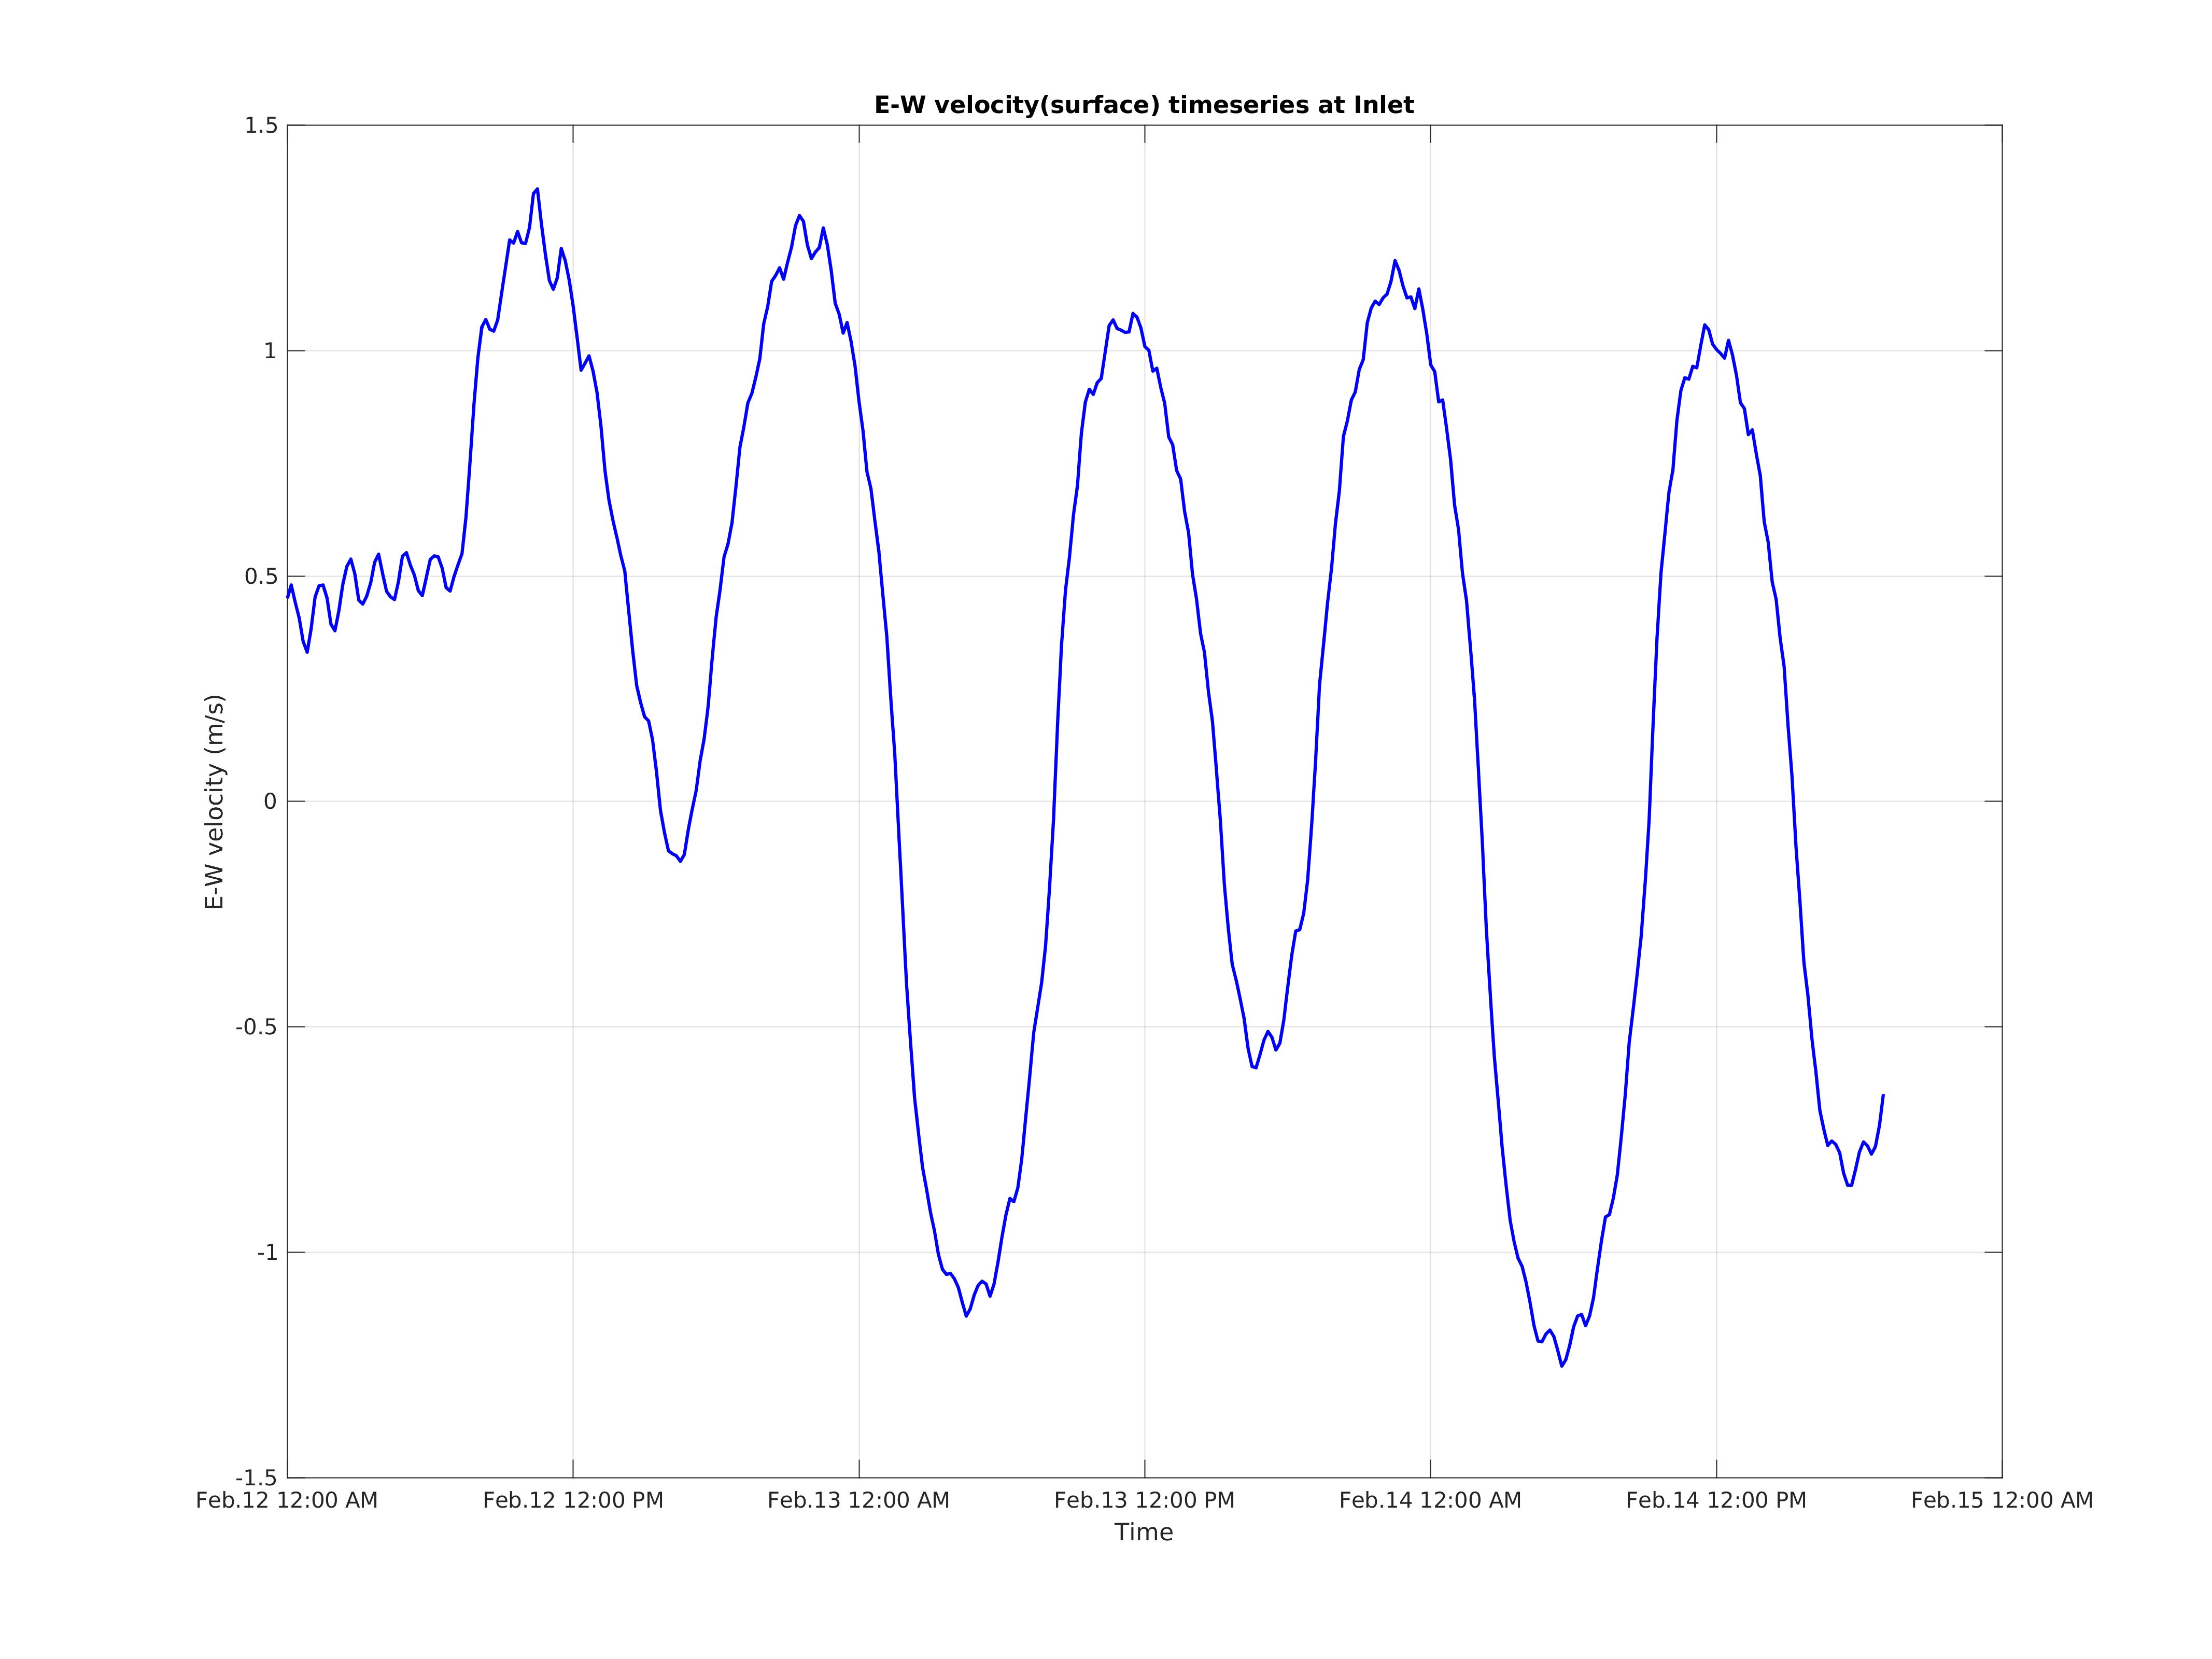 E-W velocity(surface) timeseries at Inlet
1.5
1
0.5
0
-0.5
-1
-1.5
E-W velocity (m/s)
Feb.12 12:00 AM Feb.12 12:00 PM Feb.13 12:00 AM Feb.13 12:00 PM Feb.14 12:00 AM Feb.14 12:00 PM Feb.15 12:00 AM
Time